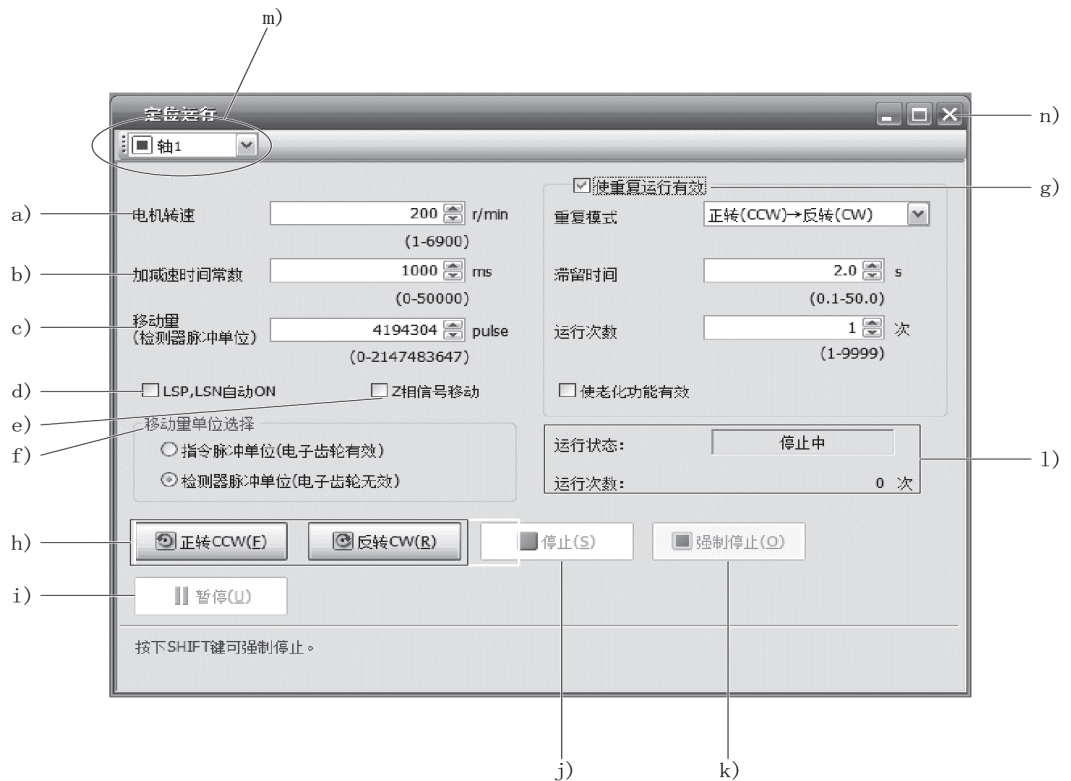 m)
定位运行
n)
轴1
使重复运行有效
g)
a)
电机转速
200
r/min
(1-6900)
重复模式
正转(CCW)→反转(CW)
b)
加减速时间常数
1000
ms
(0-50000)
滞留时间
2.0
s
(0.1-50.0)
c)
移动量
(检测器脉冲单位)
4194304
pulse
(0-2147483647)
运行次数
1
次
(1-9999)
d)
LSP,LSN自动ON
Z相信号移动
使老化功能有效
e)
移动量单位选择
f)
指令脉冲单位(电子齿轮有效)
检测器脉冲单位(电子齿轮无效)
运行状态:
停止中
l)
运行次数:
0 次
h)
正转CCW(F)
反转CW(R)
停止(S)
强制停止(O)
i)
暂停(U)
按下SHIFT键可强制停止。
j)
k)